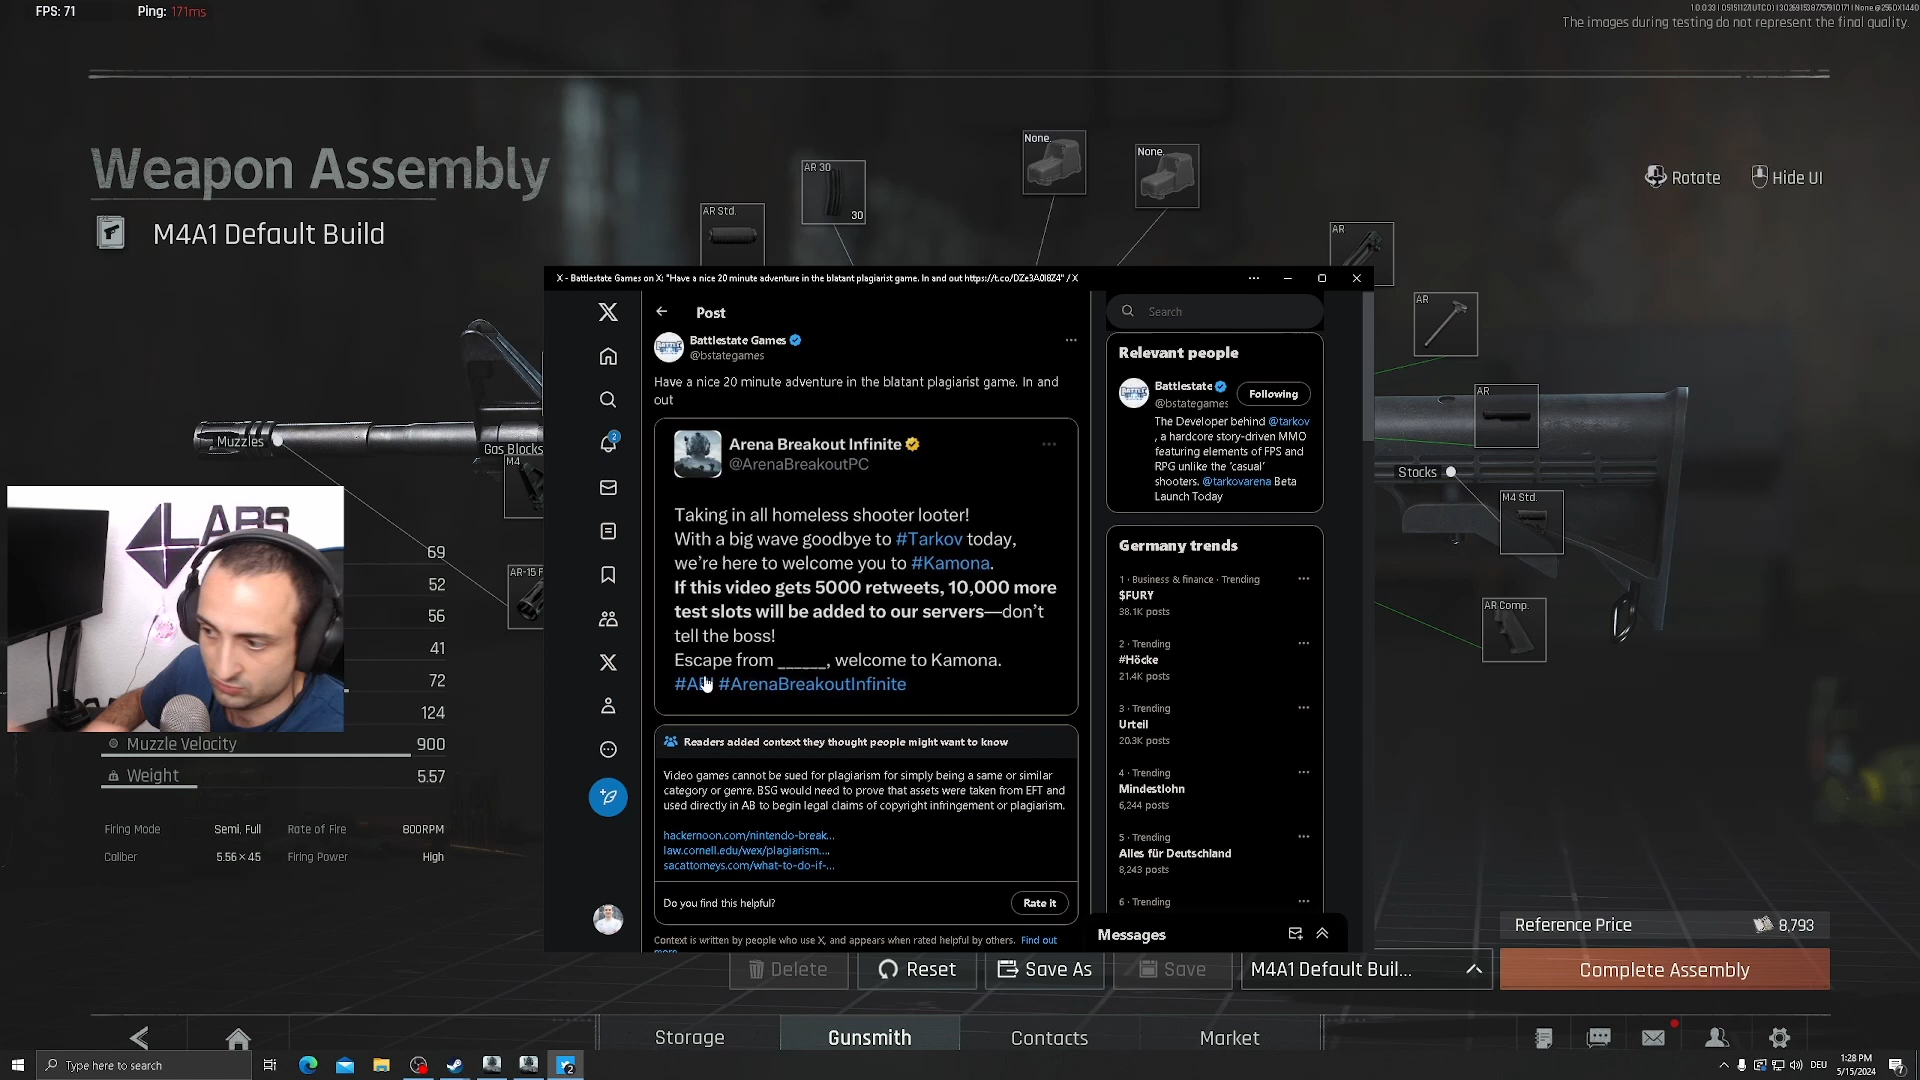 FPS: 71
Ping: 171ms
The images during testing do not represent the final quality.
Weapon Assembly
M4A1 Default Build
Rotate
Hide UI
None
None
AR 30
30
AR Std.
AR
AR
AR
Muzzles
Gas Blocks
M4
Stocks
M4 Std.
AR Comp.
X - Battlestate Games on X: "Have a nice 20 minute adventure in the blatant plagiarist game. In and out https://t.co/DZe3A0I8Z4" / X
Post
Battlestate Games
@bstategames
Have a nice 20 minute adventure in the blatant plagiarist game. In and
out
Arena Breakout Infinite
@ArenaBreakoutPC
Taking in all homeless shooter looter!
With a big wave goodbye to #Tarkov today,
we're here to welcome you to #Kamona.
If this video gets 5000 retweets, 10,000 more
test slots will be added to our servers—don't
tell the boss!
Escape from ______, welcome to Kamona.
#ArenaBreakoutInfinite
Readers added context they thought people might want to know
Video games cannot be sued for plagiarism for simply being a same or similar
category or genre. BSG would need to prove that assets were taken from EFT and
used directly in AB to begin legal claims of copyright infringement or plagiarism.
hackernoon.com/nintendo-break...
law.cornell.edu/wex/plagiarism....
sacattorneys.com/what-to-do-if-...
Do you find this helpful?
Rate it
Context is written by people who use X, and appears when rated helpful by others. Find out
more.
Search
Relevant people
Battlestate
@bstategames
Following
The Developer behind @tarkov
, a hardcore story-driven MMO
featuring elements of FPS and
RPG unlike the 'casual'
shooters. @tarkovarena Beta
Launch Today
Germany trends
1 · Business & finance · Trending
$FURY
38.1K posts
2 · Trending
#Höcke
21.4K posts
3 · Trending
Urteil
20.3K posts
4 · Trending
Mindestlohn
6,244 posts
5 · Trending
Alles für Deutschland
8,243 posts
6 · Trending
Messages
LABS
69
52
56
41
72
124
Muzzle Velocity 900
Weight 5.57
Firing Mode Semi, Full Rate of Fire 800RPM
Caliber 5.56×45 Firing Power High
Reference Price 8,793
Delete
Reset
Save As
Save
M4A1 Default Buil...
Complete Assembly
Storage
Gunsmith
Contacts
Market
Type here to search
2
DEU
1:28 PM
5/15/2024
7